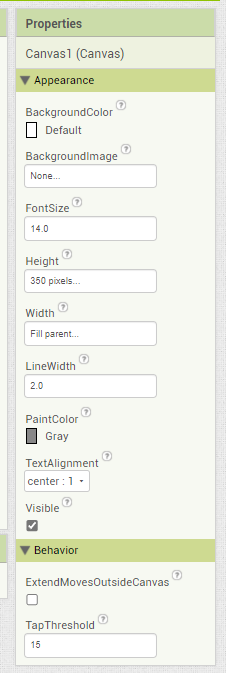 Properties
Canvas1 (Canvas)
Appearance
BackgroundColor ?
Default
BackgroundImage ?
None...
FontSize ?
14.0
Height ?
350 pixels...
Width ?
Fill parent...
LineWidth ?
2.0
PaintColor ?
Gray
TextAlignment ?
center : 1
Visible ?
Behavior
ExtendMovesOutsideCanvas ?
TapThreshold ?
15